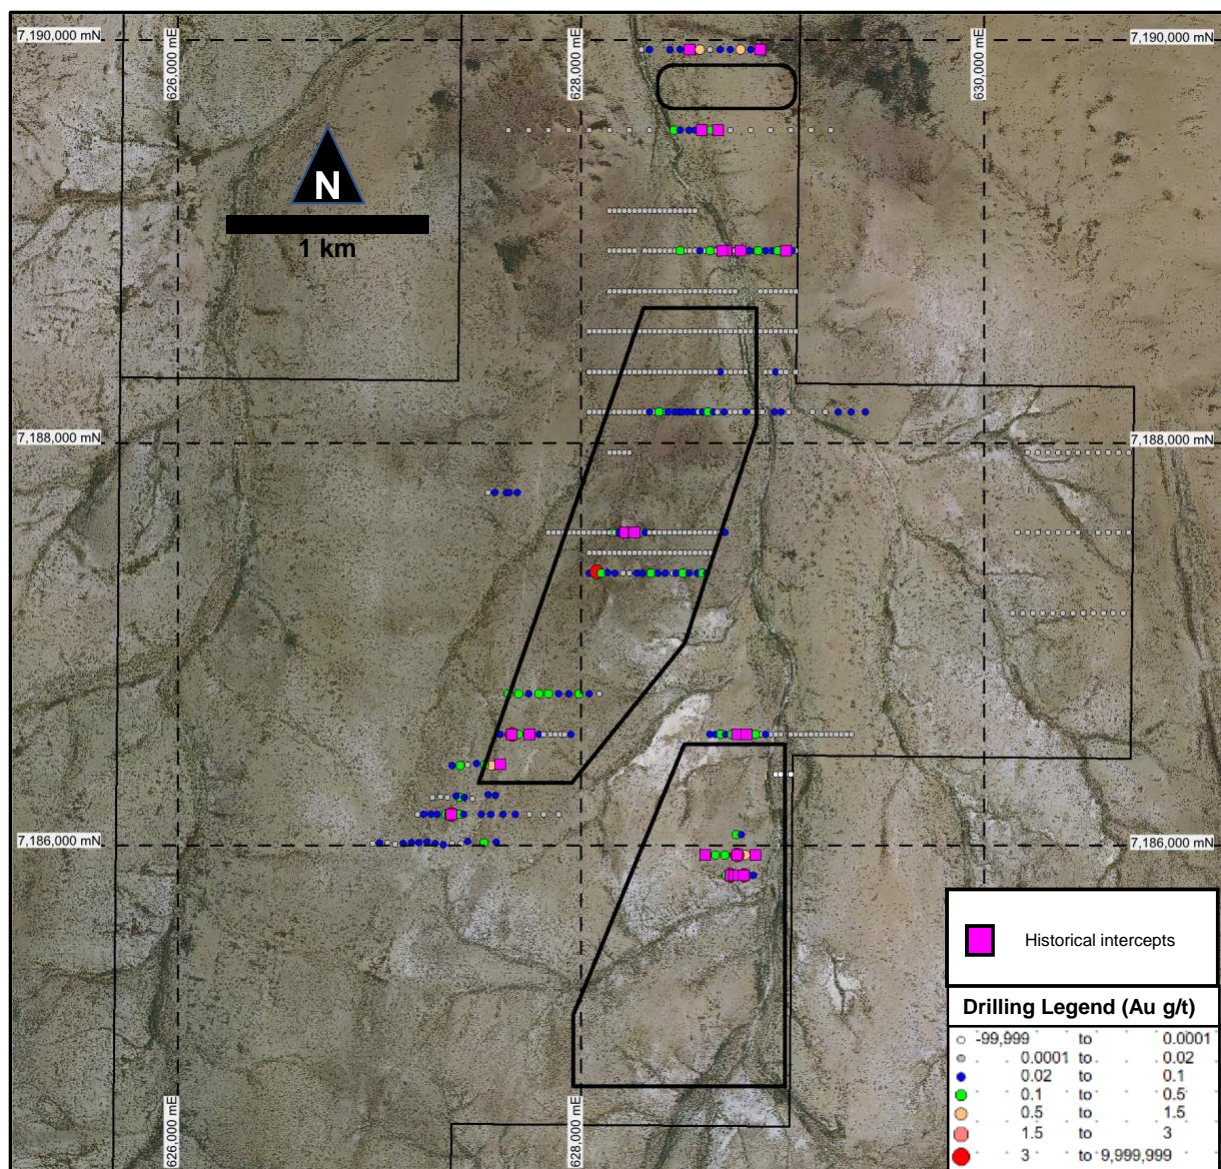 7,190,000 mN
626,000 mE
628,000 mE
630,000 mE
7,190,000 mN
N
1 km
7,188,000 mN
7,188,000 mN
7,186,000 mN
7,186,000 mN
626,000 mE
628,000 mE
Historical intercepts
Drilling Legend (Au g/t)
-99,999 to 0.0001
0.0001 to 0.02
0.02 to 0.1
0.1 to 0.5
0.5 to 1.5
1.5 to 3
3 to 9,999,999